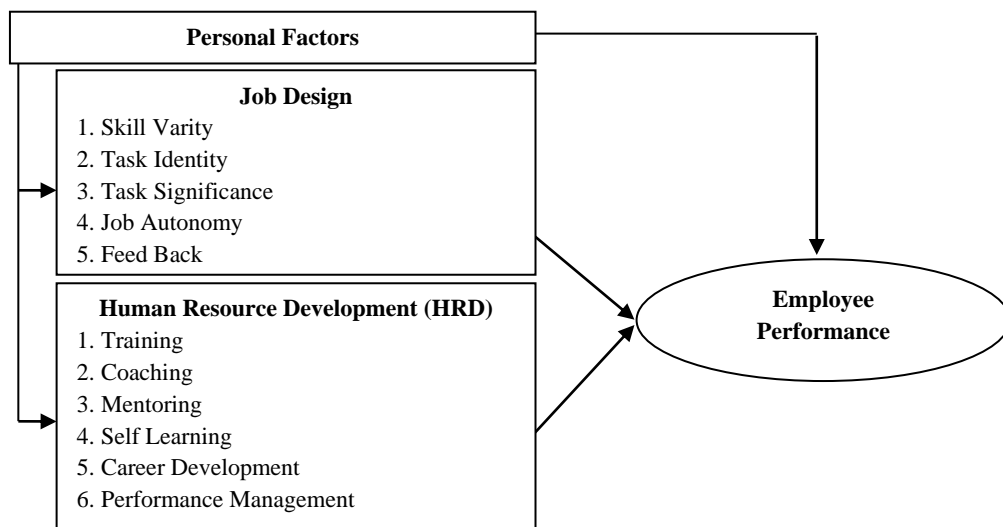 Personal Factors
Job Design
1. Skill Varity
2. Task Identity
3. Task Significance
4. Job Autonomy
5. Feed Back
Human Resource Development (HRD)
1. Training
2. Coaching
3. Mentoring
4. Self Learning
5. Career Development
6. Performance Management
Employee
Performance